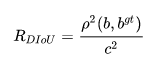 R_{DIoU} = \frac{\rho^2(b, b^{gt})}{c^2}